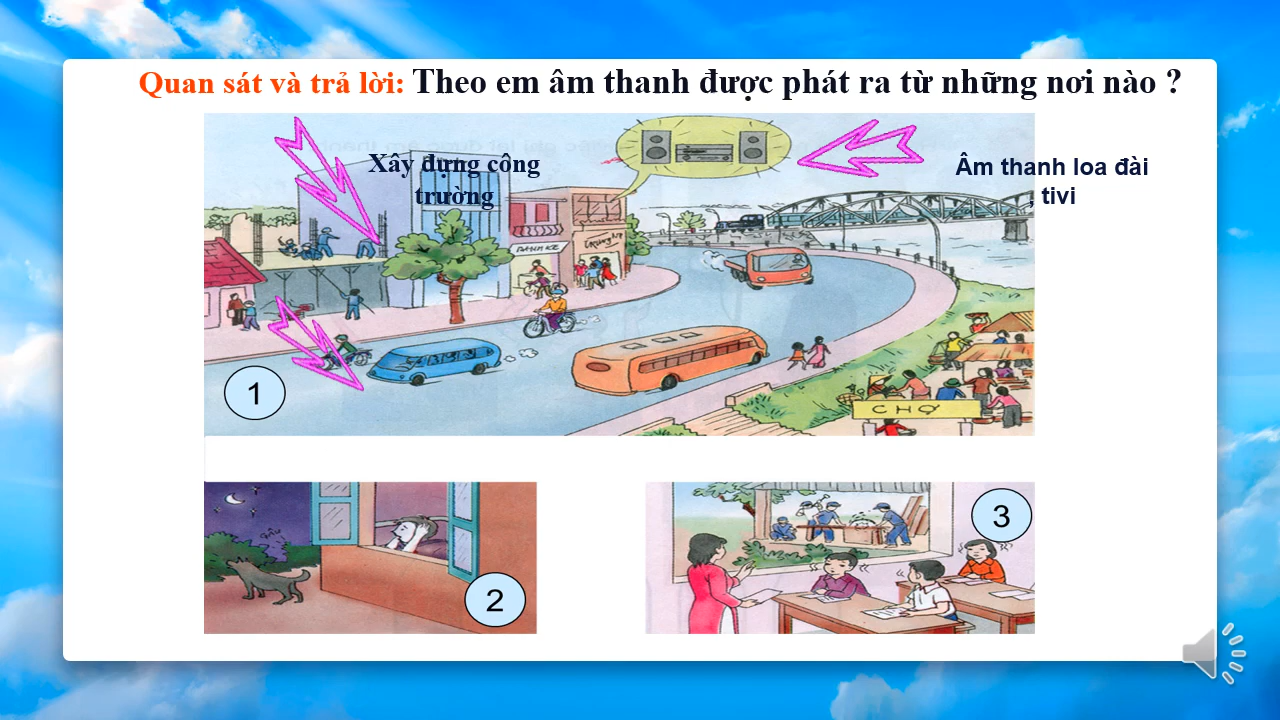 Quan sát và trả lời: Theo em âm thanh được phát ra từ những nơi nào ?
Xây dựng công
trường
Âm thanh loa đài
, tivi
CHỢ
1
2
3